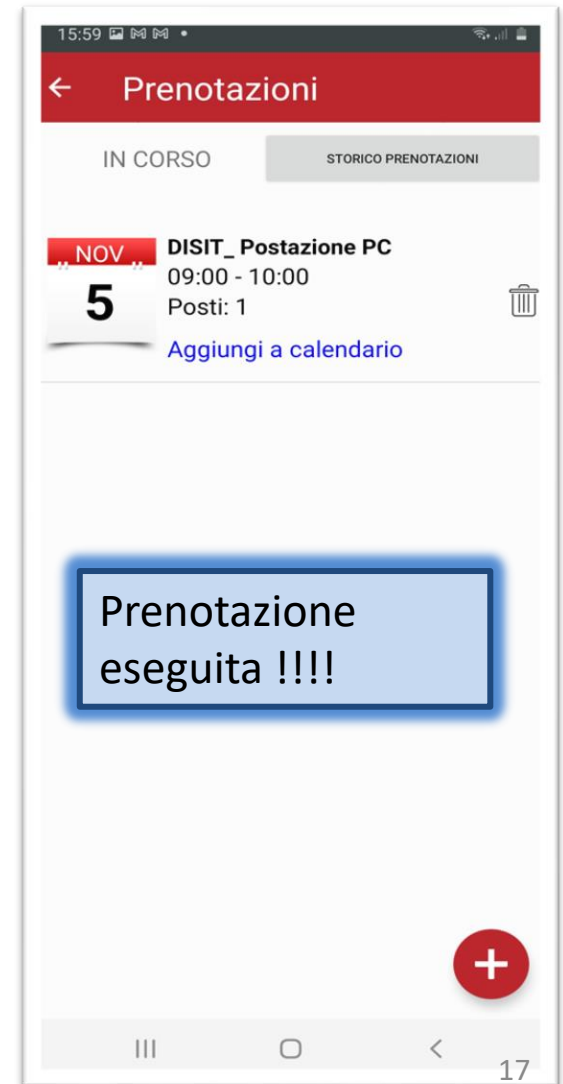 15:59
Prenotazioni
IN CORSO
STORICO PRENOTAZIONI
NOV
5
DISIT_ Postazione PC
09:00 - 10:00
Posti: 1
Aggiungi a calendario
Prenotazione
eseguita !!!!
+
17